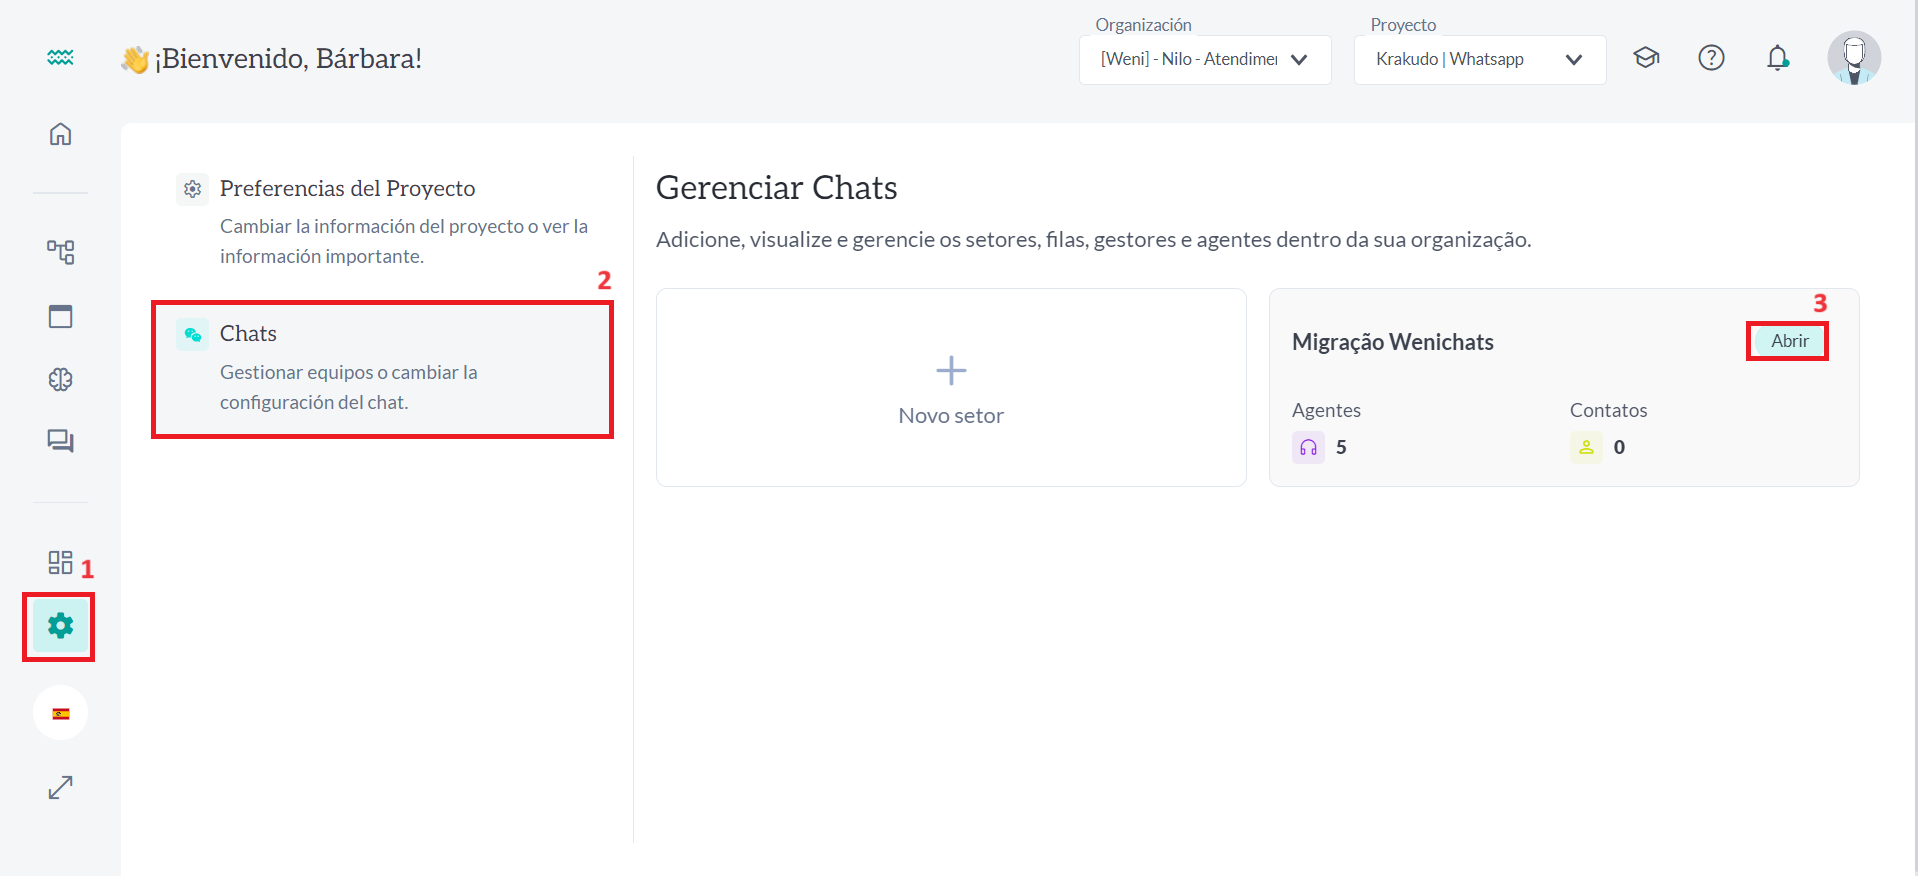 ¡Bienvenido, Bárbara!
Organización
[Weni] - Nilo - Atendimer
Proyecto
Krakudo | Whatsapp
Preferencias del Proyecto
Cambiar la información del proyecto o ver la
información importante.
2
Chats
Gestionar equipos o cambiar la
configuración del chat.
1
Gerenciar Chats
Adicione, visualize e gerencie os setores, filas, gestores e agentes dentro da sua organização.
Novo setor
3
Migração Wenichats
Abrir
Agentes
5
Contatos
0